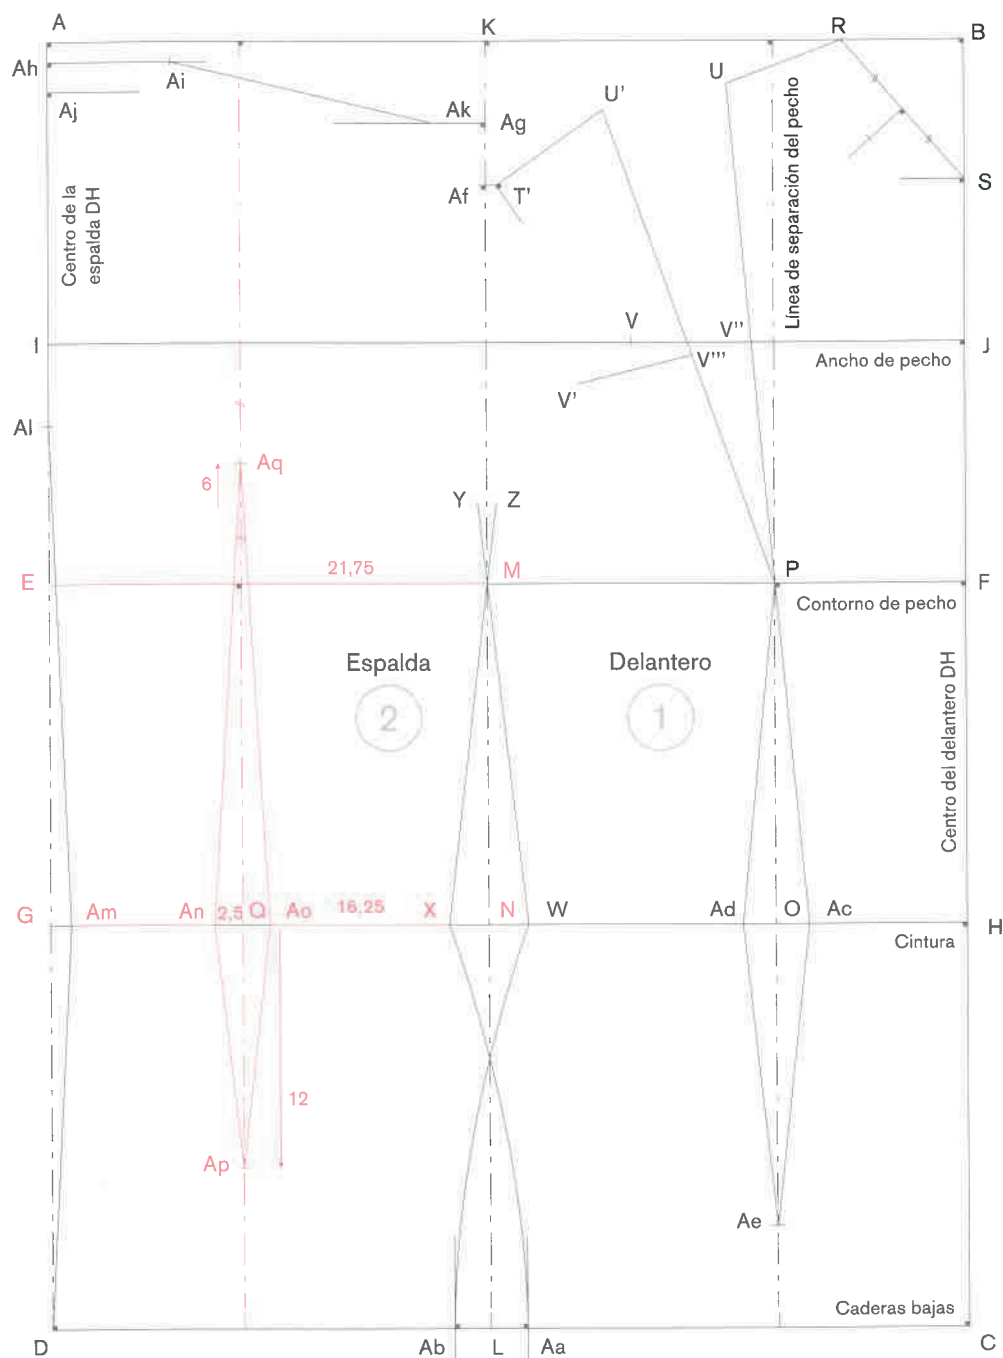 A
K
R
B
Ah
Ai
U
Aj
Ak
Ag
U'
Af
T'
S
Centro de la
espalda DH
Línea de separación del pecho
I
V
V''
J
Ancho de pecho
V'''
V'
Al
6
Aq
Y
Z
E
21,75
M
P
F
Contorno de pecho
Espalda
Delantero
2
1
Centro del delantero DH
G
Am
An
2,5
Q
Ao
16,25
X
N
W
Ad
O
Ac
H
Cintura
12
Ap
Ae
Caderas bajas
D
Ab
L
Aa
C